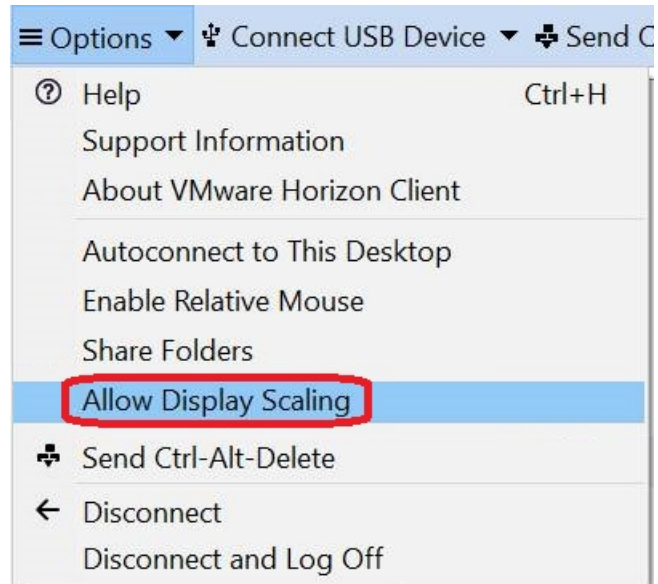 Options Connect USB Device Send C
Help Ctrl+H
Support Information
About VMware Horizon Client
Autoconnect to This Desktop
Enable Relative Mouse
Share Folders
Allow Display Scaling
Send Ctrl-Alt-Delete
Disconnect
Disconnect and Log Off